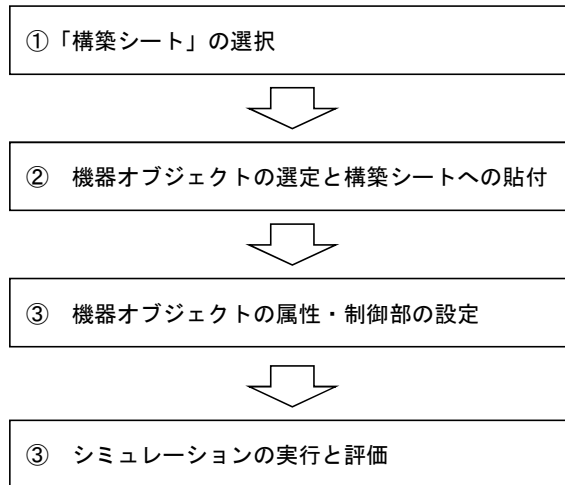 ①「構築シート」の選択
②　機器オブジェクトの選定と構築シートへの貼付
③　機器オブジェクトの属性・制御部の設定
③　シミュレーションの実行と評価